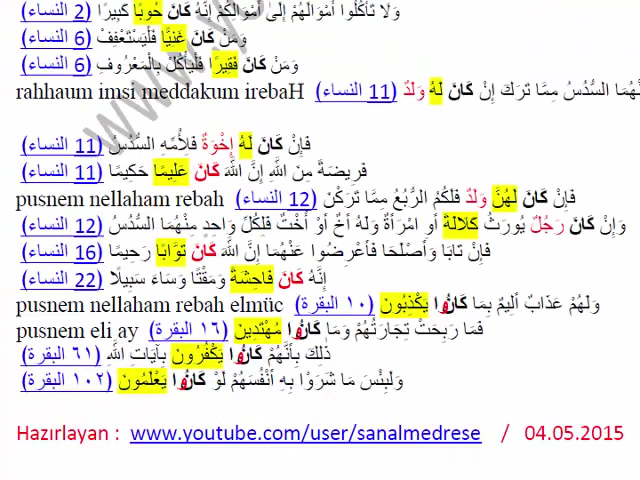 وَلَا تَأْكُلُوا أَمْوَالَهُمْ إِلَىٰ أَمْوَالِكُمْ إِنَّهُ كَانَ حُوبًا كَبِيرًا (2 النساء)
وَمَنْ كَانَ غَنِيًّا فَلْيَسْتَعْفِفْ (6 النساء)
وَمَنْ كَانَ فَقِيرًا فَلْيَأْكُلْ بِالْمَعْرُوفِ (6 النساء)
السُّدُسُ مِمَّا تَرَكَ إِنْ كَانَ لَهُ وَلَدٌ (11 النساء) rahhaum imsi meddakum irebaH
فَإِنْ كَانَ لَهُ إِخْوَةٌ فَلِأُمِّهِ السُّدُسُ (11 النساء)
فَرِيضَةً مِنَ اللَّهِ إِنَّ اللَّهَ كَانَ عَلِيمًا حَكِيمًا (11 النساء)
فَإِنْ كَانَ لَهُنَّ وَلَدٌ فَلَكُمُ الرُّبُعُ مِمَّا تَرَكْنَ (12 النساء) pusnem nellaham rebah
وَإِنْ كَانَ رَجُلٌ يُورَثُ كَلَالَةً أَوِ امْرَأَةٌ وَلَهُ أَخٌ أَوْ أُخْتٌ فَلِكُلِّ وَاحِدٍ مِنْهُمَا السُّدُسُ (12 النساء)
فَإِنْ تَابَا وَأَصْلَحَا فَأَعْرِضُوا عَنْهُمَا إِنَّ اللَّهَ كَانَ تَوَّابًا رَحِيمًا (16 النساء)
إِنَّهُ كَانَ فَاحِشَةً وَمَقْتًا وَسَاءَ سَبِيلًا (22 النساء)
وَلَهُمْ عَذَابٌ أَلِيمٌ بِمَا كَانُوا يَكْذِبُونَ (١٠ البقرة) pusnem nellaham rebah elmüc
فَمَا رَبِحَتْ تِجَارَتُهُمْ وَمَا كَانُوا مُهْتَدِينَ (١٦ البقرة) pusnem eli ay
ذَٰلِكَ بِأَنَّهُمْ كَانُوا يَكْفُرُونَ بِآيَاتِ اللَّهِ (٦١ البقرة)
وَلَبِئْسَ مَا شَرَوْا بِهِ أَنْفُسَهُمْ لَوْ كَانُوا يَعْلَمُونَ (١٠٢ البقرة)
Hazırlayan : www.youtube.com/user/sanalmedrese / 04.05.2015